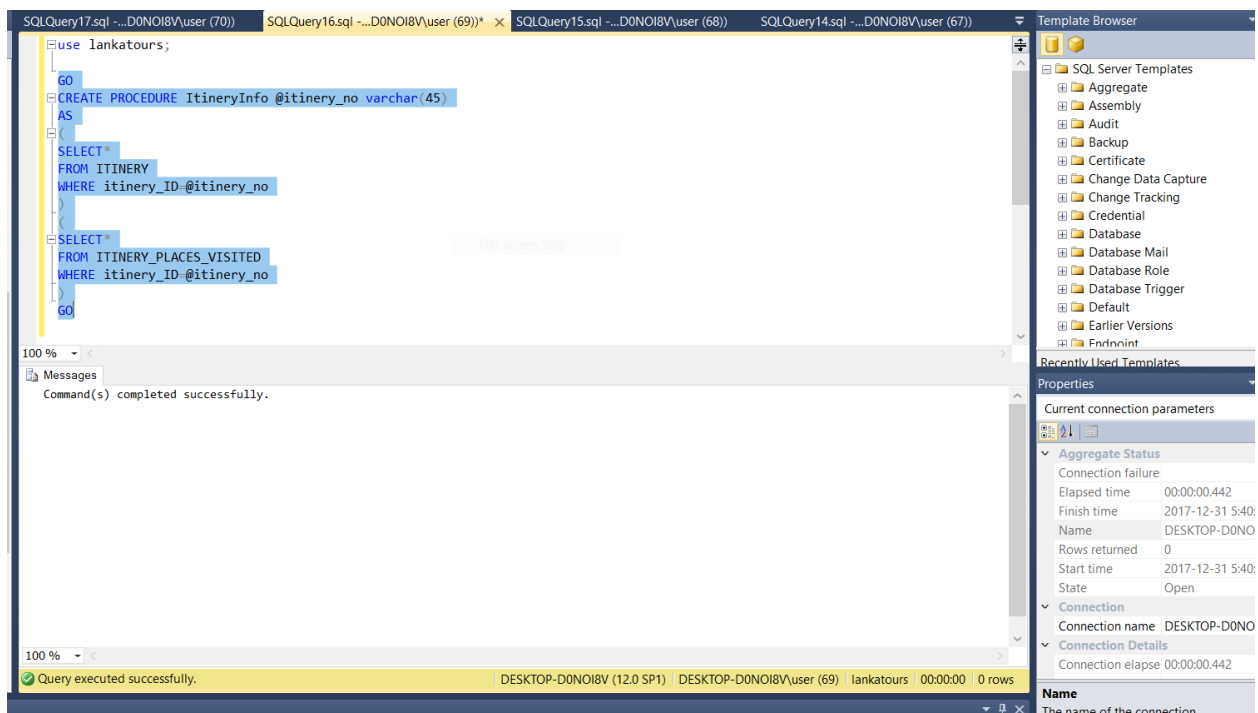 SQLQuery17.sql -...D0NOI8V\user (70))
SQLQuery16.sql -...D0NOI8V\user (69))*
SQLQuery15.sql -...D0NOI8V\user (68))
SQLQuery14.sql -...D0NOI8V\user (67))
use lankatours;
GO
CREATE PROCEDURE ItineryInfo @itinery_no varchar(45)
AS
(
SELECT*
FROM ITINERY
WHERE itinery_ID=@itinery_no
)
(
SELECT*
FROM ITINERY_PLACES_VISITED
WHERE itinery_ID=@itinery_no
)
GO
100 %
Messages
Command(s) completed successfully.
100 %
Query executed successfully.
DESKTOP-D0NOI8V (12.0 SP1)
DESKTOP-D0NOI8V\user (69)
lankatours
00:00:00
0 rows
Template Browser
SQL Server Templates
Aggregate
Assembly
Audit
Backup
Certificate
Change Data Capture
Change Tracking
Credential
Database
Database Mail
Database Role
Database Trigger
Default
Earlier Versions
Endpoint
Recently Used Templates
Properties
Current connection parameters
Aggregate Status
Connection failure
Elapsed time 00:00:00.442
Finish time 2017-12-31 5:40:
Name DESKTOP-D0NO
Rows returned 0
Start time 2017-12-31 5:40:
State Open
Connection
Connection name DESKTOP-D0NO
Connection Details
Connection elapse 00:00:00.442
Name
The name of the connection